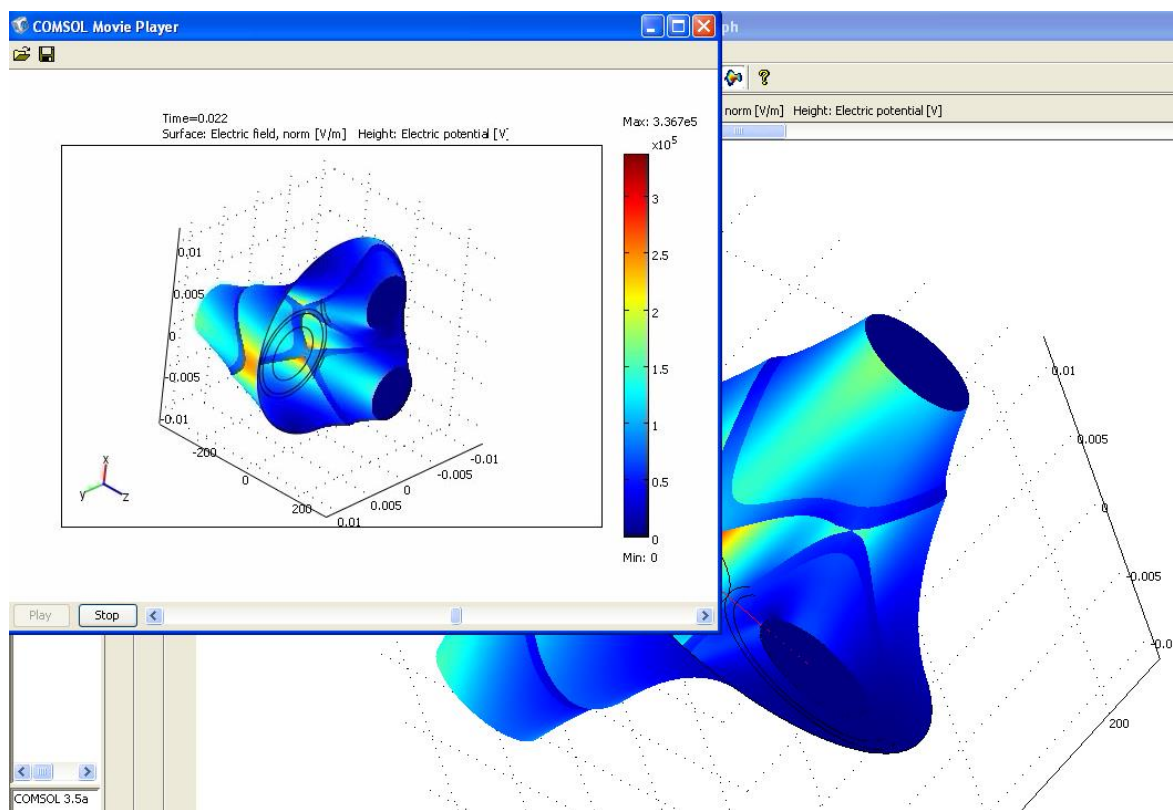 COMSOL Movie Player
ph
norm [V/m] Height: Electric potential [V]
Time=0.022
Surface: Electric field, norm [V/m] Height: Electric potential [V]
Max: 3.367e5
x10^5
3
2.5
2
1.5
1
0.5
0
Min: 0
0.01
0.005
0
-0.005
-0.01
-200
0
200
-0.01
-0.005
0
0.005
0.01
x
y
z
Play
Stop
0.01
0.005
0
-0.005
-0.0
200
COMSOL 3.5a